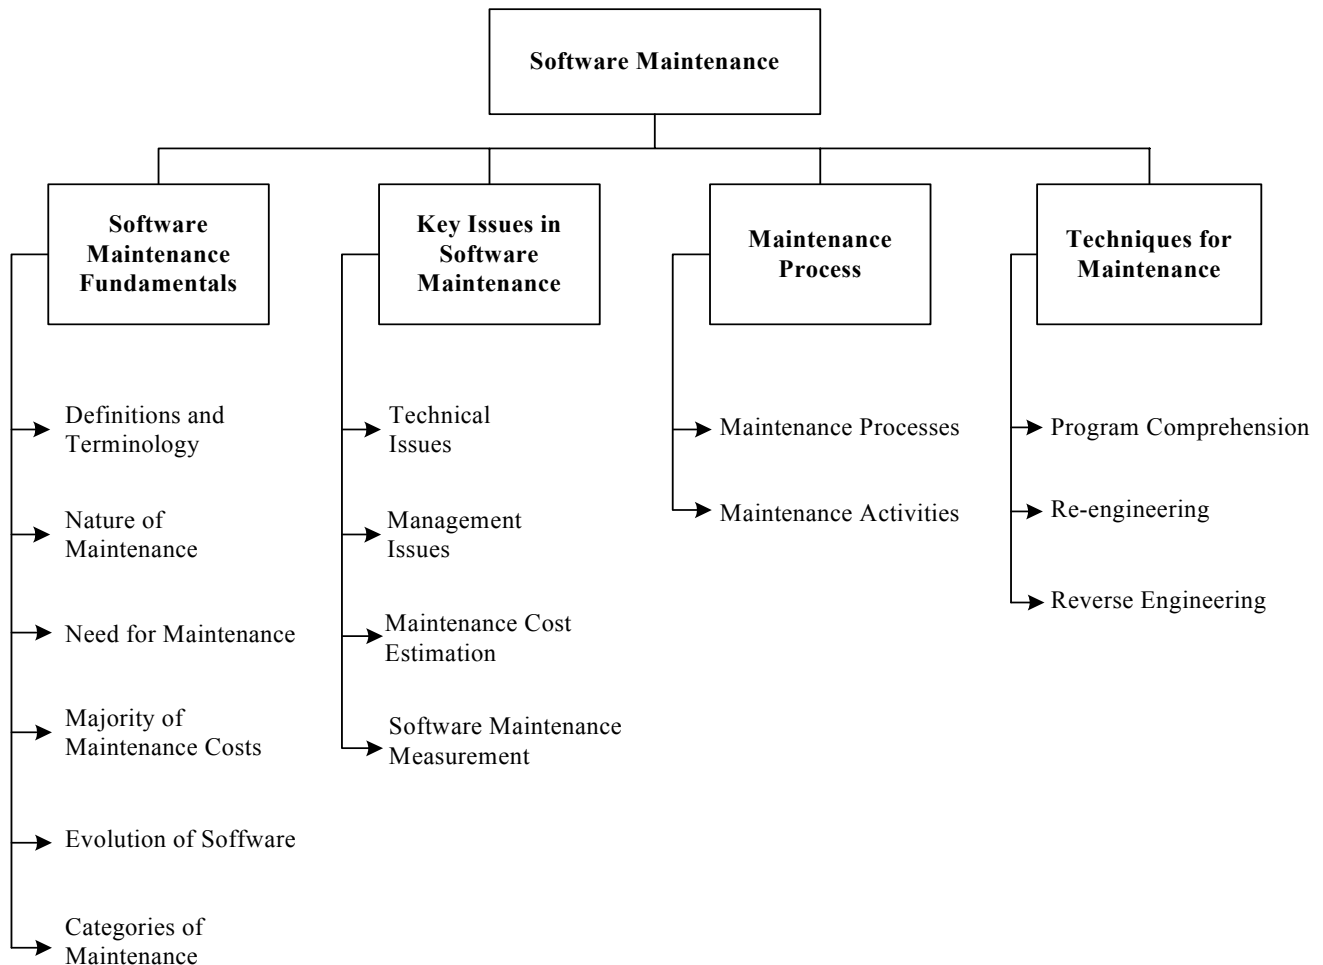 Software Maintenance
Software
Maintenance
Fundamentals
Key Issues in
Software
Maintenance
Maintenance
Process
Techniques for
Maintenance
Definitions and
Terminology
Nature of
Maintenance
Need for Maintenance
Majority of
Maintenance Costs
Evolution of Soffware
Categories of
Maintenance
Technical
Issues
Management
Issues
Maintenance Cost
Estimation
Software Maintenance
Measurement
Maintenance Processes
Maintenance Activities
Program Comprehension
Re-engineering
Reverse Engineering